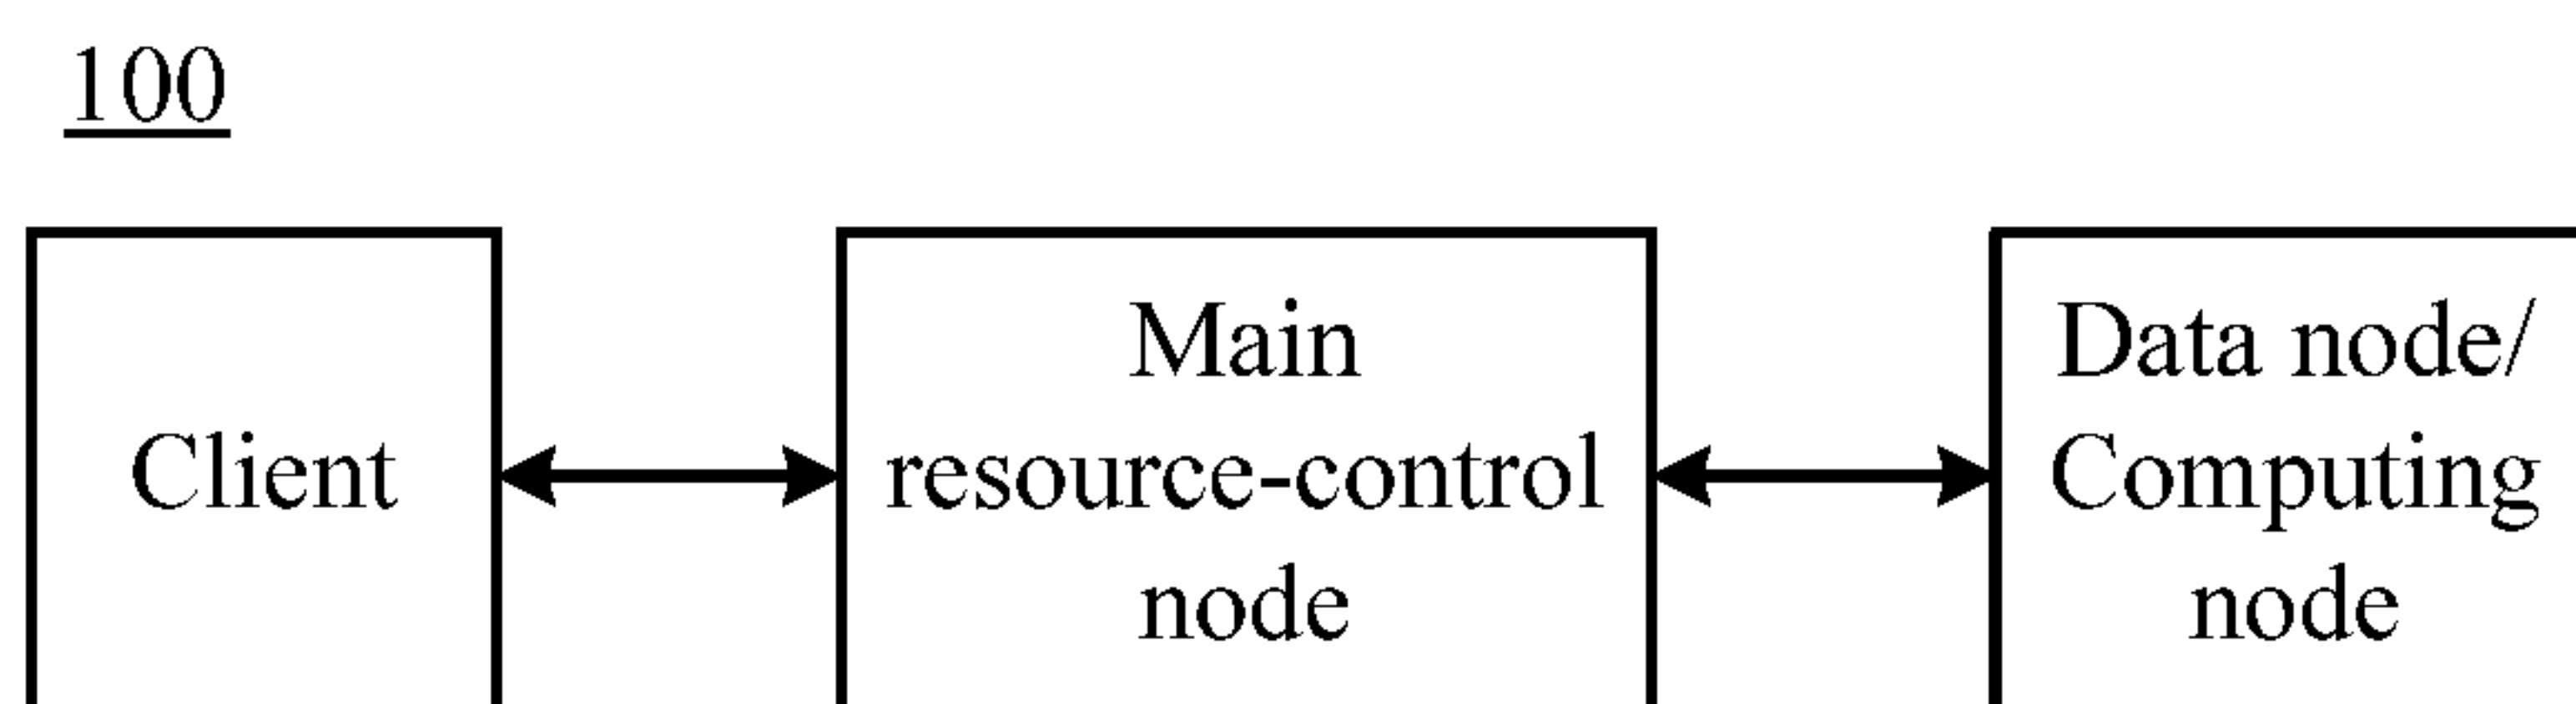 100
Client
Main
resource-control
node
Data node/
Computing
node